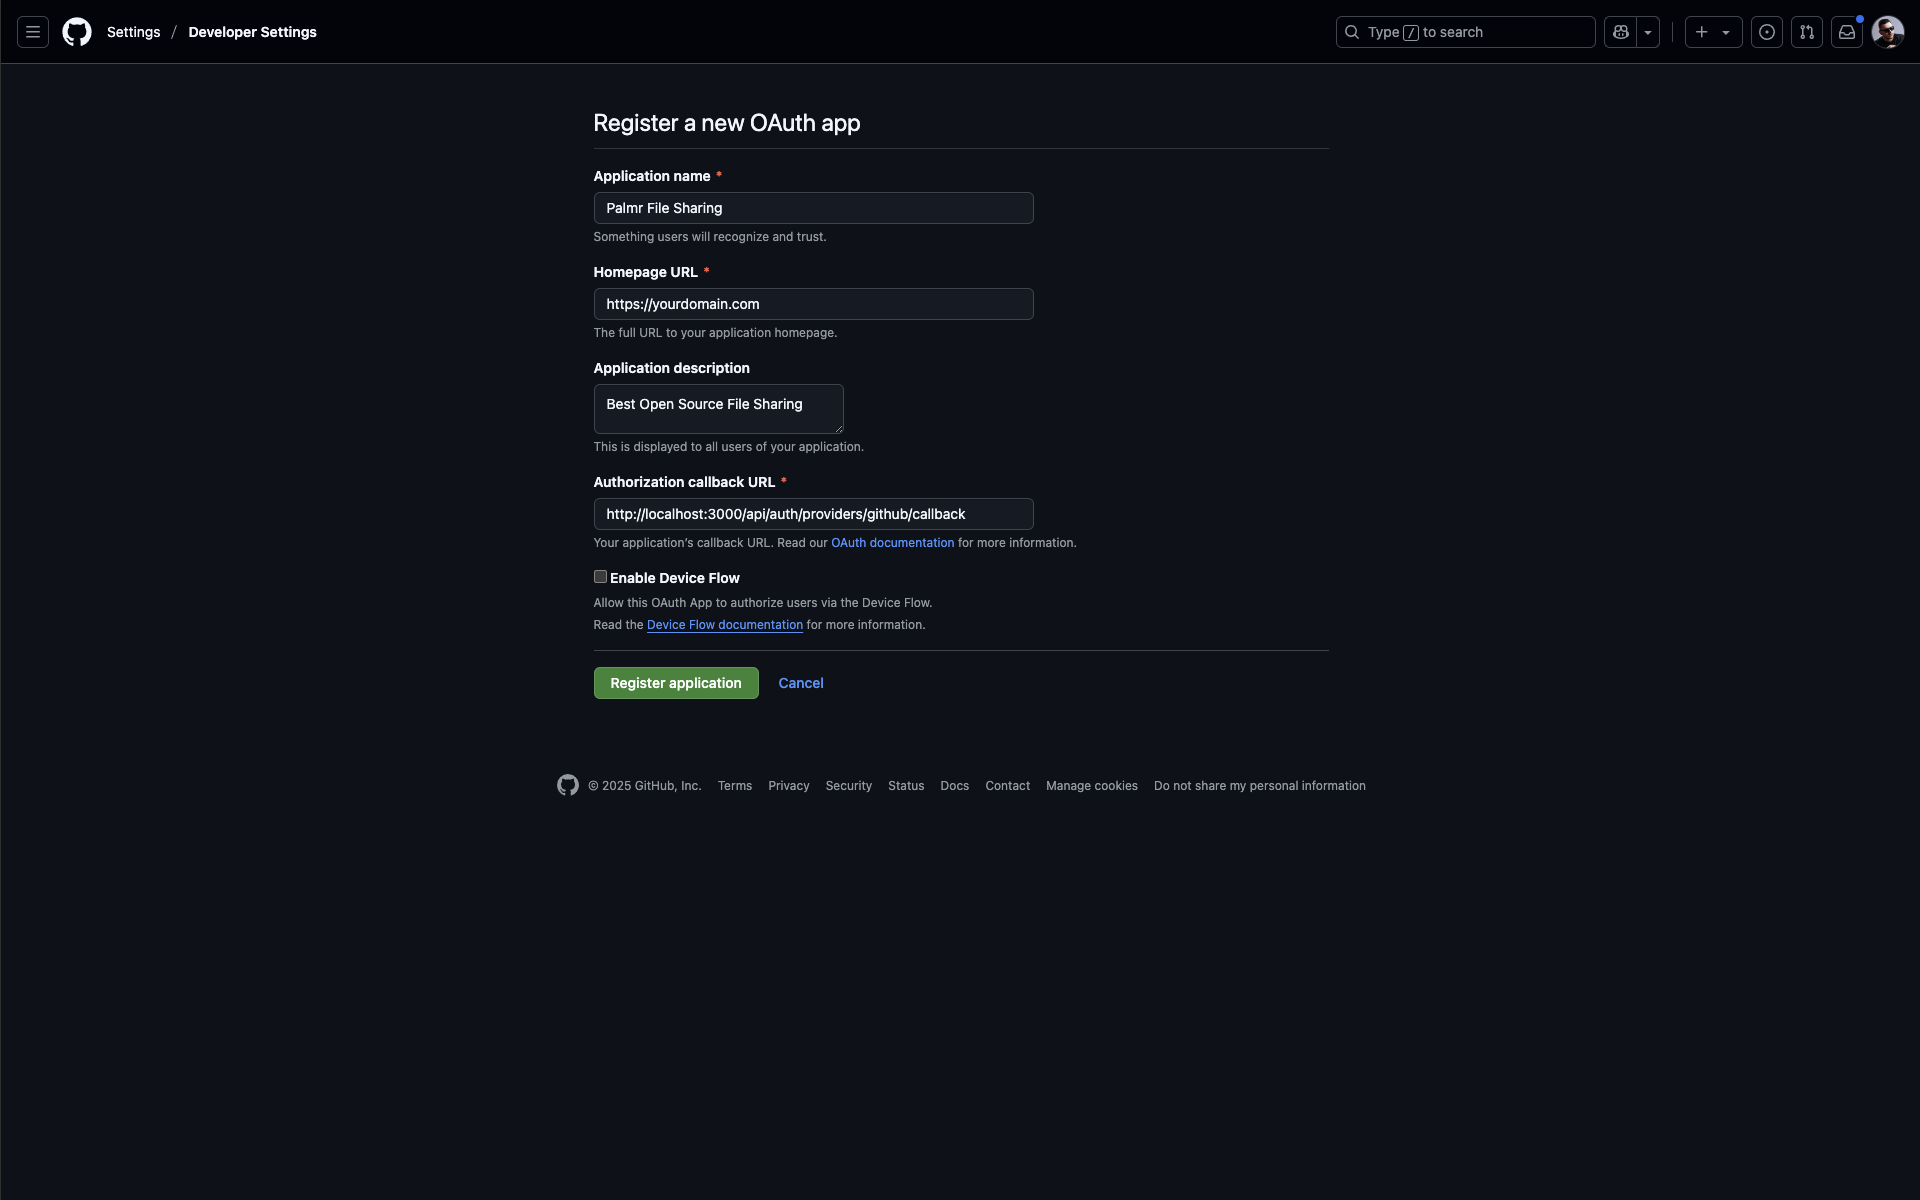 Settings / Developer Settings
Type / to search
Register a new OAuth app
Application name *
Palmr File Sharing
Something users will recognize and trust.
Homepage URL *
https://yourdomain.com
The full URL to your application homepage.
Application description
Best Open Source File Sharing
This is displayed to all users of your application.
Authorization callback URL *
http://localhost:3000/api/auth/providers/github/callback
Your application’s callback URL. Read our OAuth documentation for more information.
Enable Device Flow
Allow this OAuth App to authorize users via the Device Flow.
Read the Device Flow documentation for more information.
Register application Cancel
© 2025 GitHub, Inc. Terms Privacy Security Status Docs Contact Manage cookies Do not share my personal information